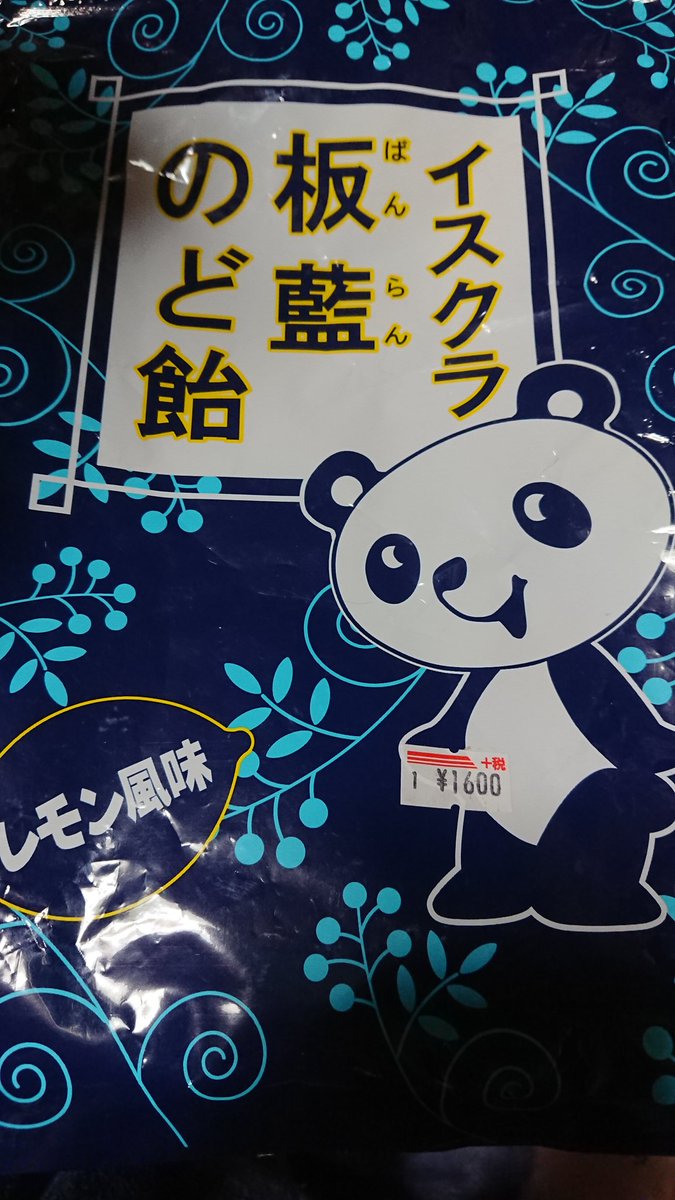 イスクラ
板藍
ばんらん
のど飴
レモン風味
+税
1 ¥1600